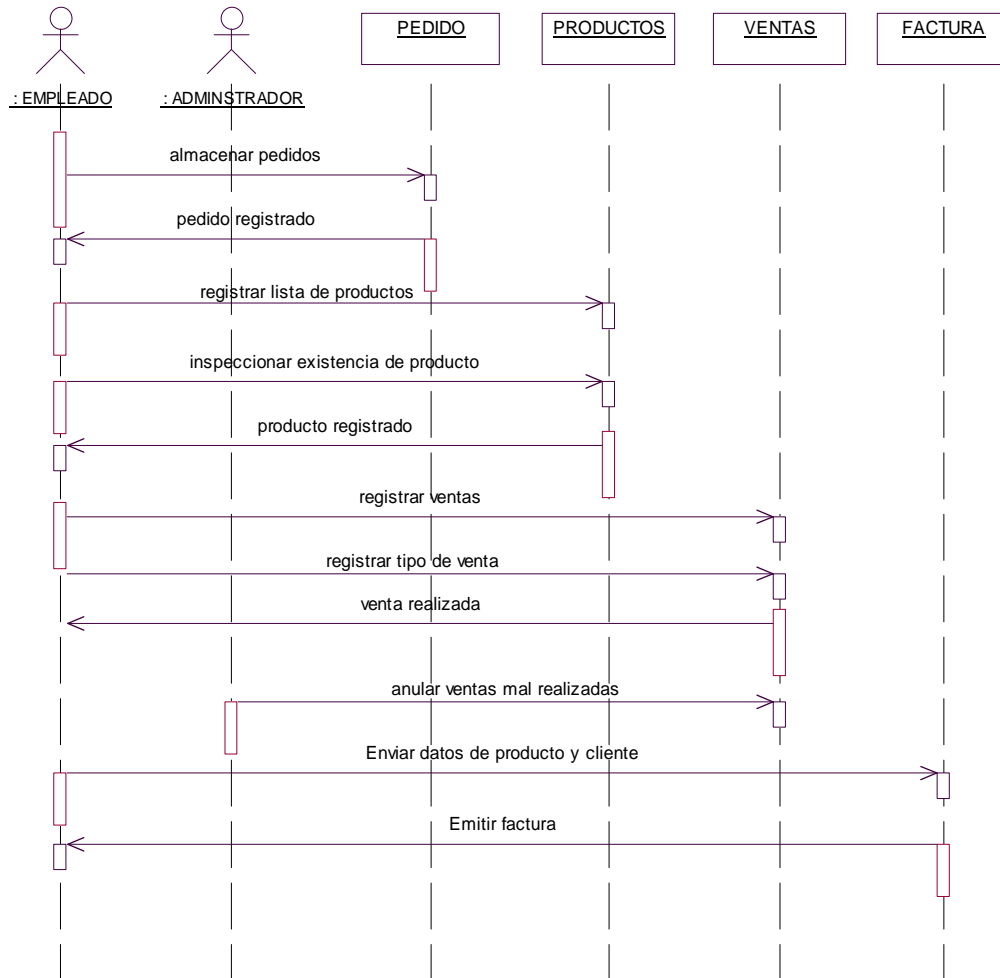 PEDIDO
PRODUCTOS
VENTAS
FACTURA
: EMPLEADO
: ADMINSTRADOR
almacenar pedidos
pedido registrado
registrar lista de productos
inspeccionar existencia de producto
producto registrado
registrar ventas
registrar tipo de venta
venta realizada
anular ventas mal realizadas
Enviar datos de producto y cliente
Emitir factura